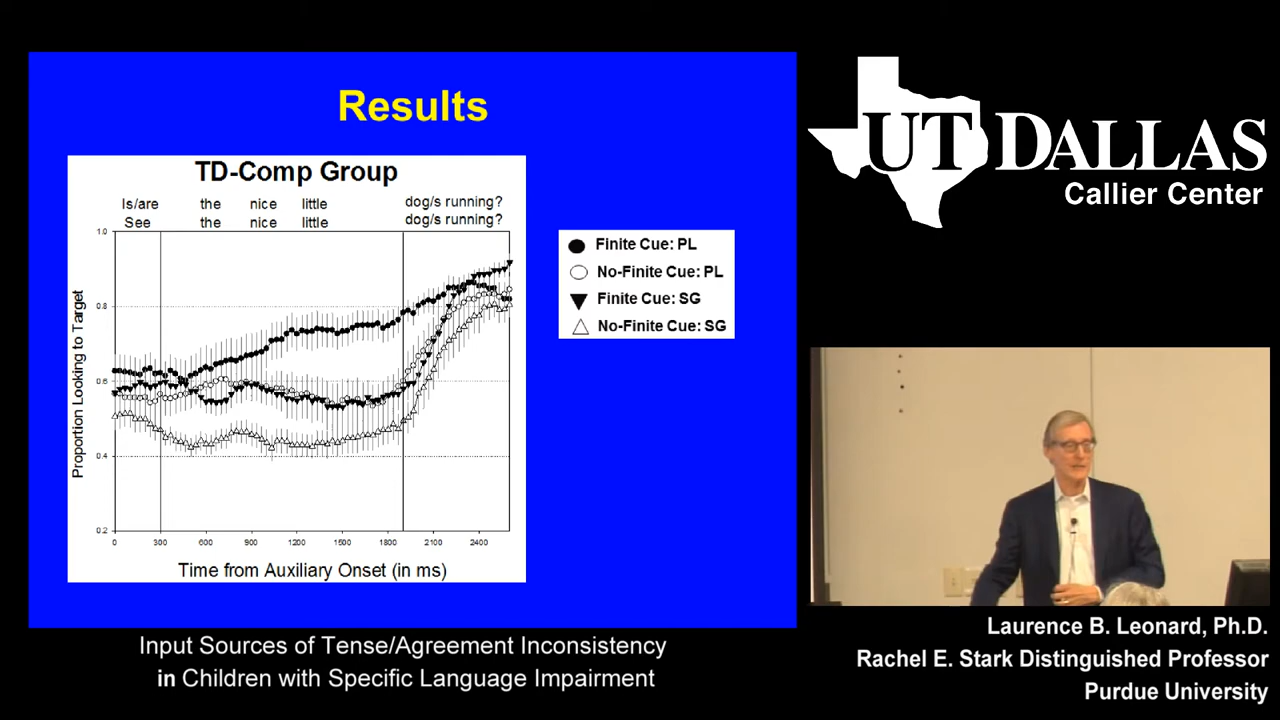 Results
TD-Comp Group
Is/are the nice little dog/s running?
See the nice little dog/s running?
1.0
0.8
0.6
0.4
0.2
0 300 600 900 1200 1500 1800 2100 2400
Proportion Looking to Target
Time from Auxiliary Onset (in ms)
Finite Cue: PL
No-Finite Cue: PL
Finite Cue: SG
No-Finite Cue: SG
UT DALLAS
Callier Center
Input Sources of Tense/Agreement Inconsistency
in Children with Specific Language Impairment
Laurence B. Leonard, Ph.D.
Rachel E. Stark Distinguished Professor
Purdue University